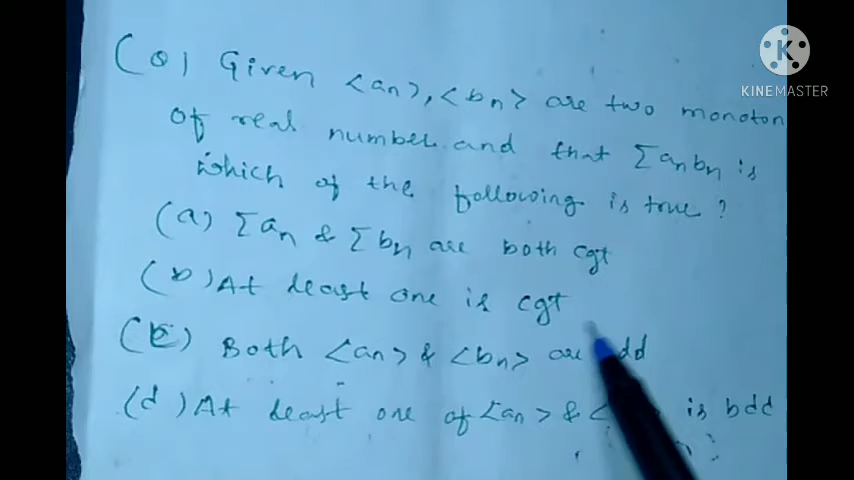 KINEMASTER
(Q) Given <an>, <bn> are two monoton
of real number and that Σanbn is
which of the following is true ?
(a) Σan & Σbn are both cgt
(b) At least one is cgt
(c) Both <an> & <bn> are
(d) At least one of <an> & < is bdd